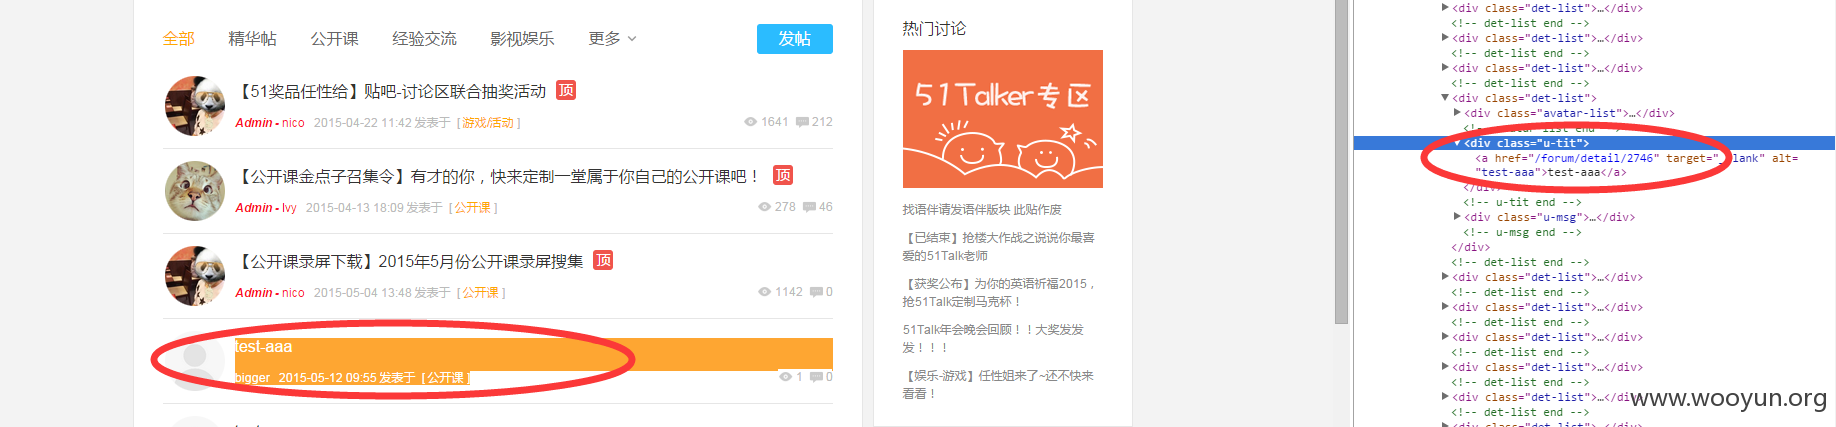 全部 精华帖 公开课 经验交流 影视娱乐 更多 发帖
【51奖品任性给】贴吧-讨论区联合抽奖活动 顶
Admin - nico 2015-04-22 11:42 发表于 [ 游戏/活动 ] 1641 212
【公开课金点子召集令】有才的你，快来定制一堂属于你自己的公开课吧！ 顶
Admin - Ivy 2015-04-13 18:09 发表于 [ 公开课 ] 278 46
【公开课录屏下载】2015年5月份公开课录屏搜集 顶
Admin - nico 2015-05-04 13:48 发表于 [ 公开课 ] 1142 0
test-aaa
bigger 2015-05-12 09:55 发表于 [ 公开课 ] 1 0
热门讨论
51Talker专区
找语伴请发语伴版块 此贴作废
【已结束】抢楼大作战之说说你最喜
爱的51Talk老师
【获奖公布】为你的英语祈福2015，
抢51Talk定制马克杯！
51Talk年会晚会回顾！！大奖发发
发！！！
【娱乐-游戏】任性姐来了~还不快来
看看！
<div class="det-list">…</div>
<!-- det-list end -->
<div class="det-list">…</div>
<!-- det-list end -->
<div class="det-list">…</div>
<!-- det-list end -->
<div class="det-list">
<div class="avatar-list">…</div>
<div class="u-tit">
<a href="/forum/detail/2746" target="_blank" alt=
"test-aaa">test-aaa</a>
</div>
<!-- u-tit end -->
<div class="u-msg">…</div>
<!-- u-msg end -->
</div>
<!-- det-list end -->
<div class="det-list">…</div>
<!-- det-list end -->
<div class="det-list">…</div>
<!-- det-list end -->
<div class="det-list">…</div>
<!-- det-list end -->
<div class="det-list">…</div>
<!-- det-list end -->
<div class="det-list">…</div>
<!-- det-list end -->
www.wooyun.org